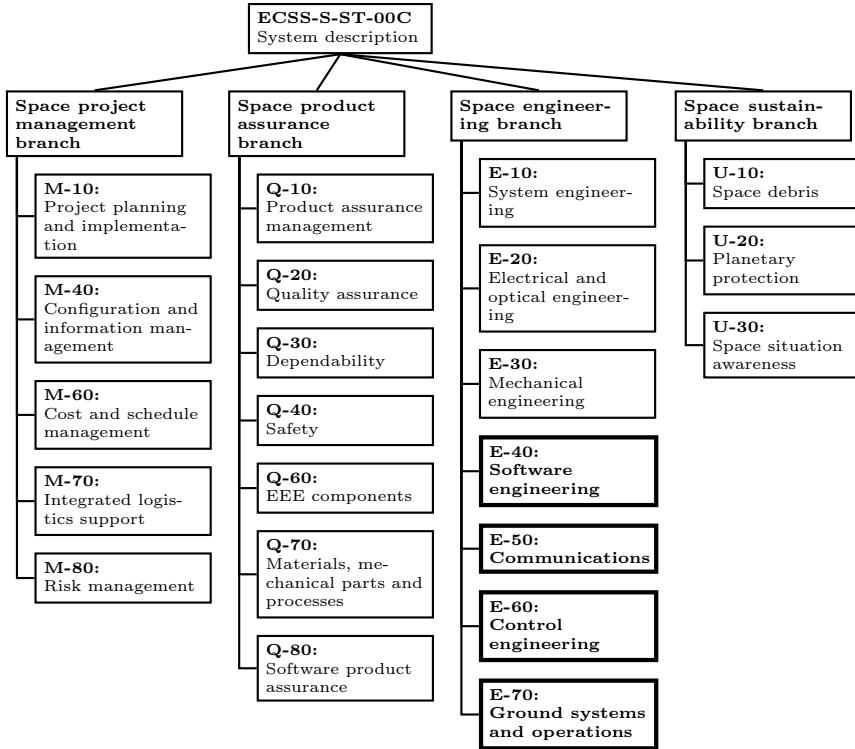 ECSS-S-ST-00C
System description
Space project
management
branch
M-10:
Project planning
and implementa-
tion
M-40:
Configuration and
information man-
agement
M-60:
Cost and schedule
management
M-70:
Integrated logis-
tics support
M-80:
Risk management
Space product
assurance
branch
Q-10:
Product assurance
management
Q-20:
Quality assurance
Q-30:
Dependability
Q-40:
Safety
Q-60:
EEE components
Q-70:
Materials, me-
chanical parts and
processes
Q-80:
Software product
assurance
Space engineer-
ing branch
E-10:
System engineer-
ing
E-20:
Electrical and
optical engineer-
ing
E-30:
Mechanical
engineering
E-40:
Software
engineering
E-50:
Communications
E-60:
Control
engineering
E-70:
Ground systems
and operations
Space sustain-
ability branch
U-10:
Space debris
U-20:
Planetary
protection
U-30:
Space situation
awareness